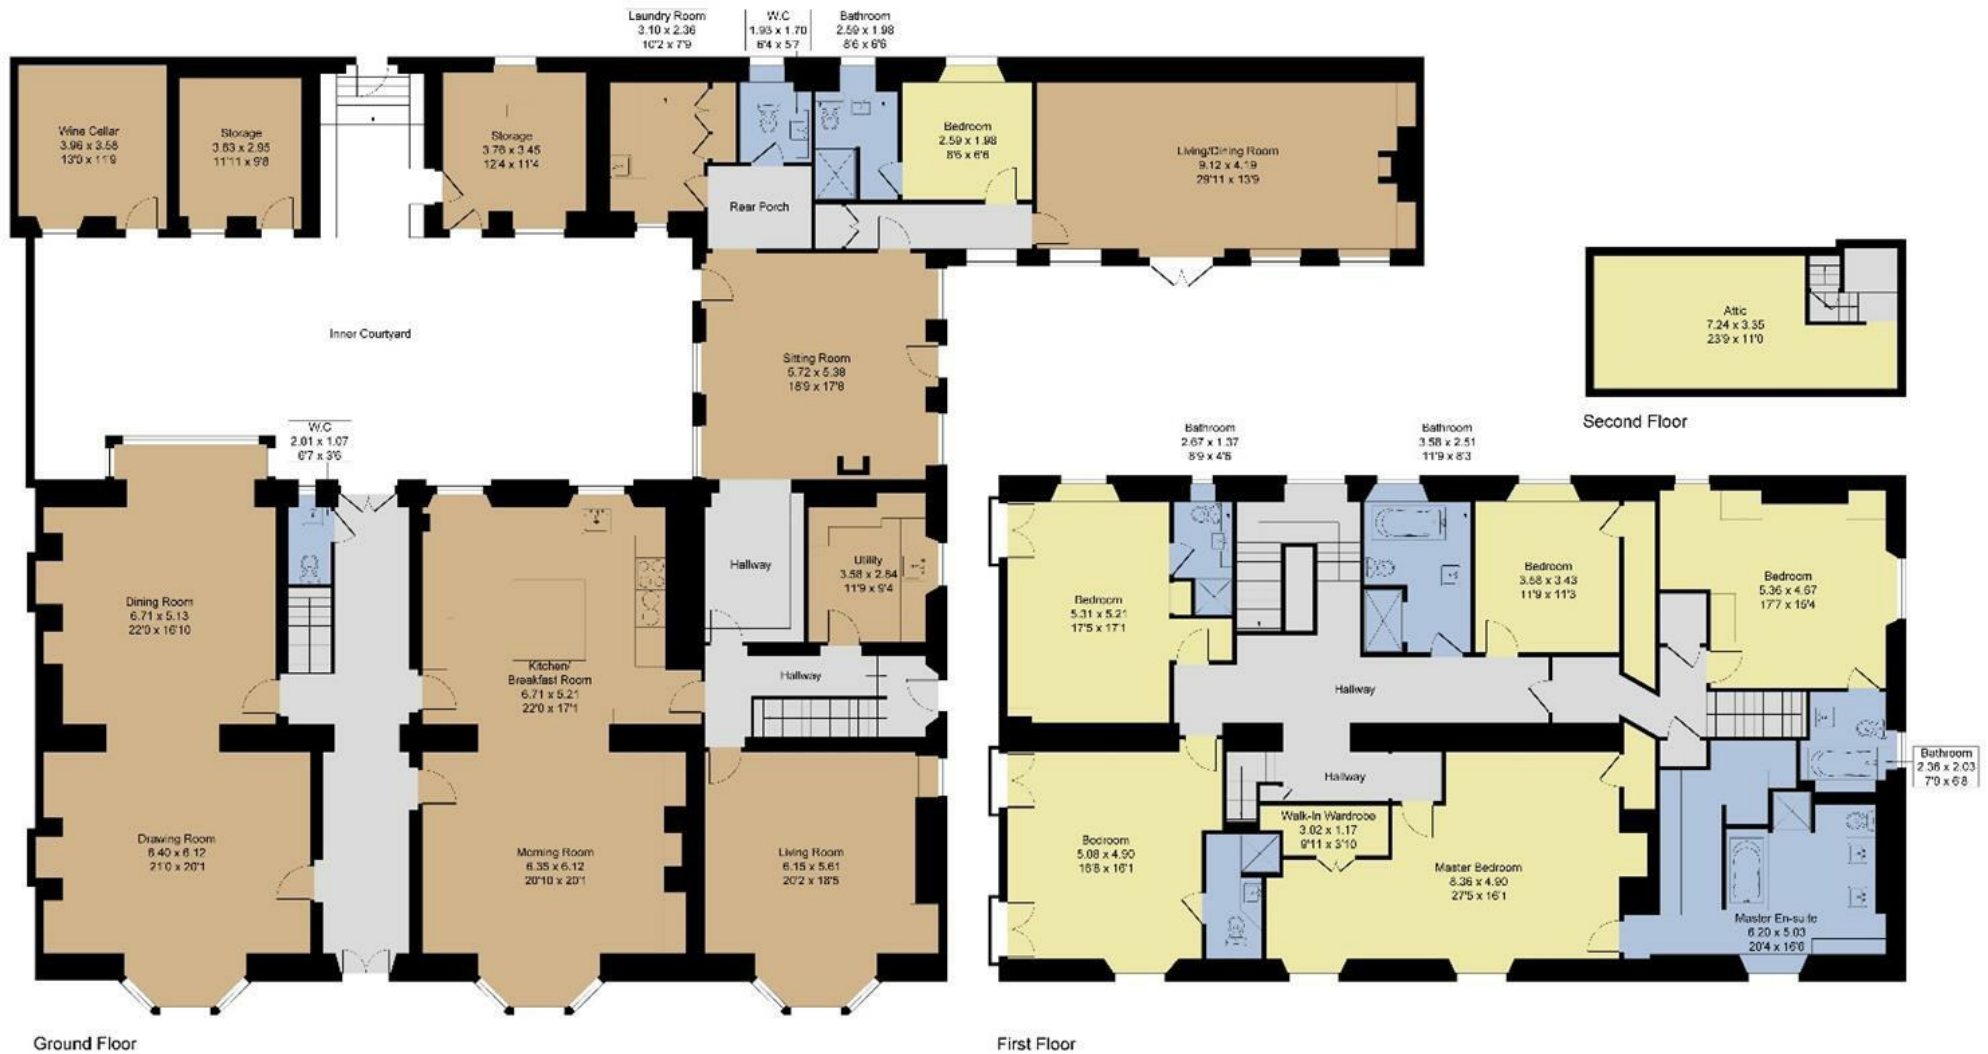 Laundry Room
3.10 x 2.36
10'2 x 7'9
W.C
1.93 x 1.70
6'4 x 5'7
Bathroom
2.59 x 1.98
8'6 x 6'6
Wine Cellar
3.96 x 3.58
13'0 x 11'9
Storage
3.63 x 2.95
11'11 x 9'8
Storage
3.76 x 3.45
12'4 x 11'4
Bedroom
2.59 x 1.98
8'6 x 6'6
Living/Dining Room
9.12 x 4.19
29'11 x 13'9
Rear Porch
Inner Courtyard
Sitting Room
5.72 x 5.38
18'9 x 17'8
Attic
7.24 x 3.35
23'9 x 11'0
Second Floor
W.C
2.01 x 1.07
6'7 x 3'6
Bathroom
2.67 x 1.37
8'9 x 4'6
Bathroom
3.58 x 2.51
11'9 x 8'3
Hallway
Utility
3.58 x 2.84
11'9 x 9'4
Dining Room
6.71 x 5.13
22'0 x 16'10
Kitchen/
Breakfast Room
6.71 x 5.21
22'0 x 17'1
Hallway
Bedroom
5.31 x 5.21
17'5 x 17'1
Bedroom
3.58 x 3.43
11'9 x 11'3
Bedroom
5.36 x 4.67
17'7 x 15'4
Hallway
Bathroom
2.36 x 2.03
7'9 x 6'8
Hallway
Drawing Room
6.40 x 6.12
21'0 x 20'1
Morning Room
6.35 x 6.12
20'10 x 20'1
Living Room
6.15 x 5.61
20'2 x 18'5
Bedroom
5.08 x 4.90
16'8 x 16'1
Walk-In Wardrobe
3.02 x 1.17
9'11 x 3'10
Master Bedroom
8.36 x 4.90
27'5 x 16'1
Master En-suite
6.20 x 5.03
20'4 x 16'6
Ground Floor
First Floor